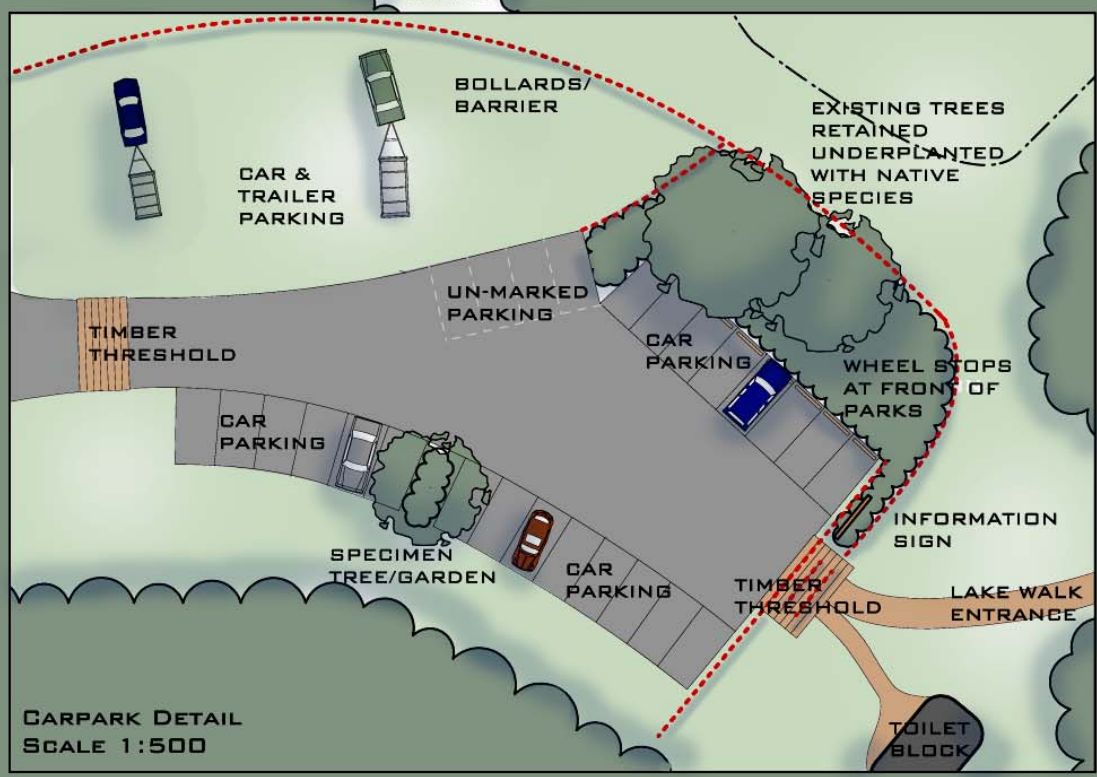 BOLLARDS/
BARRIER
EXISTING TREES
RETAINED
UNDERPLANTED
WITH NATIVE
SPECIES
CAR &
TRAILER
PARKING
UN-MARKED
PARKING
TIMBER
THRESHOLD
CAR
PARKING
WHEEL STOPS
AT FRONT OF
PARKS
CAR
PARKING
INFORMATION
SIGN
SPECIMEN
TREE/GARDEN
CAR
PARKING
TIMBER
THRESHOLD
LAKE WALK
ENTRANCE
CARPARK DETAIL
SCALE 1:500
TOILET
BLOCK